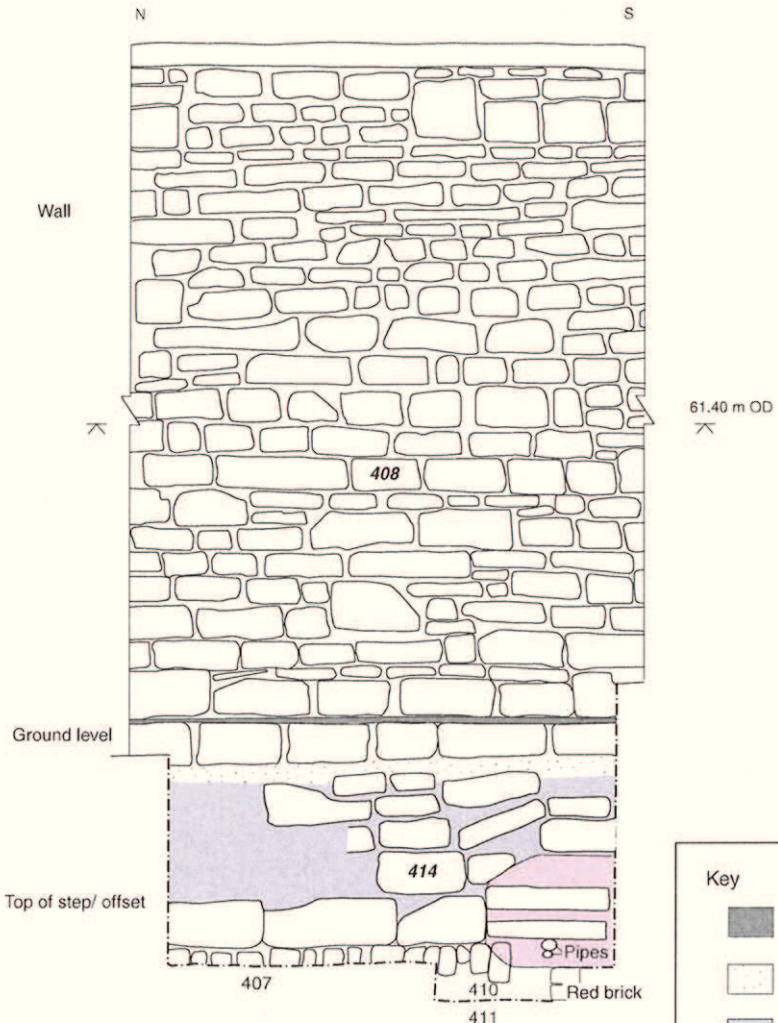 N
S
Wall
61.40 m OD
408
Ground level
414
Key
Top of step/ offset
Pipes
407
410
Red brick
411